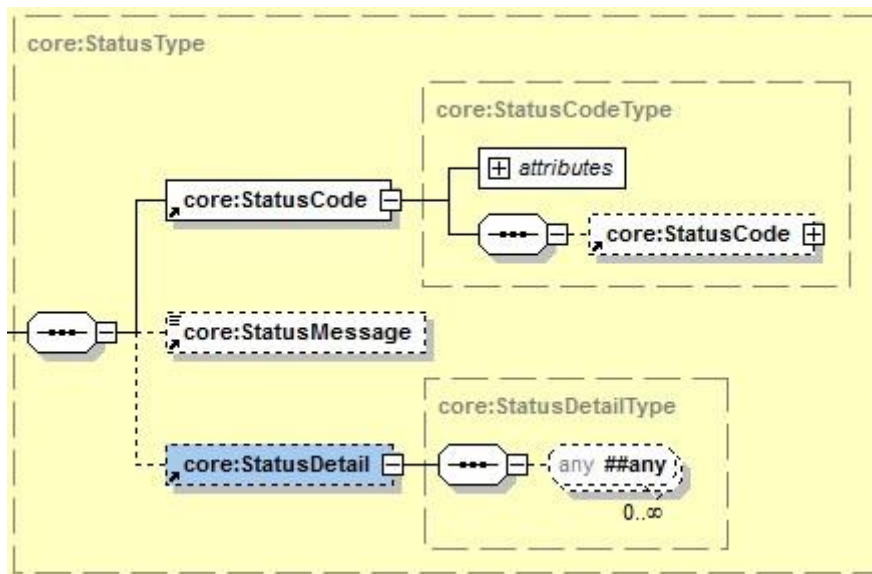 core:StatusType
core:StatusCodeType
attributes
core:StatusCode
core:StatusCode
core:StatusMessage
core:StatusDetailType
core:StatusDetail
any ##any
0..∞